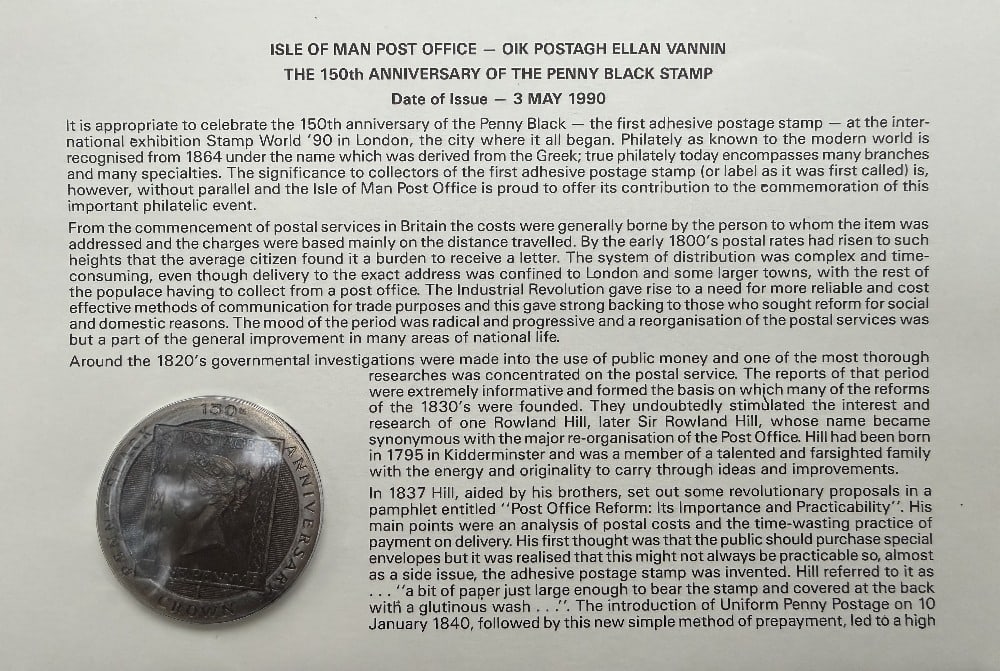 ISLE OF MAN POST OFFICE — OIK POSTAGH ELLAN VANNIN
THE 150th ANNIVERSARY OF THE PENNY BLACK STAMP
Date of Issue — 3 MAY 1990
It is appropriate to celebrate the 150th anniversary of the Penny Black — the first adhesive postage stamp — at the inter-
national exhibition Stamp World '90 in London, the city where it all began. Philately as known to the modern world is
recognised from 1864 under the name which was derived from the Greek; true philately today encompasses many branches
and many specialties. The significance to collectors of the first adhesive postage stamp (or label as it was first called) is,
however, without parallel and the Isle of Man Post Office is proud to offer its contribution to the commemoration of this
important philatelic event.
From the commencement of postal services in Britain the costs were generally borne by the person to whom the item was
addressed and the charges were based mainly on the distance travelled. By the early 1800's postal rates had risen to such
heights that the average citizen found it a burden to receive a letter. The system of distribution was complex and time-
consuming, even though delivery to the exact address was confined to London and some larger towns, with the rest of
the populace having to collect from a post office. The Industrial Revolution gave rise to a need for more reliable and cost
effective methods of communication for trade purposes and this gave strong backing to those who sought reform for social
and domestic reasons. The mood of the period was radical and progressive and a reorganisation of the postal services was
but a part of the general improvement in many areas of national life.
Around the 1820's governmental investigations were made into the use of public money and one of the most thorough
researches was concentrated on the postal service. The reports of that period
were extremely informative and formed the basis on which many of the reforms
of the 1830's were founded. They undoubtedly stimulated the interest and
research of one Rowland Hill, later Sir Rowland Hill, whose name became
synonymous with the major re-organisation of the Post Office. Hill had been born
in 1795 in Kidderminster and was a member of a talented and farsighted family
with the energy and originality to carry through ideas and improvements.
In 1837 Hill, aided by his brothers, set out some revolutionary proposals in a
pamphlet entitled "Post Office Reform: Its Importance and Practicability". His
main points were an analysis of postal costs and the time-wasting practice of
payment on delivery. His first thought was that the public should purchase special
envelopes but it was realised that this might not always be practicable so, almost
as a side issue, the adhesive postage stamp was invented. Hill referred to it as
. . . "a bit of paper just large enough to bear the stamp and covered at the back
with a glutinous wash . . .". The introduction of Uniform Penny Postage on 10
January 1840, followed by this new simple method of prepayment, led to a high
150th
ANNIVERSARY
POSTAGE
CROWN